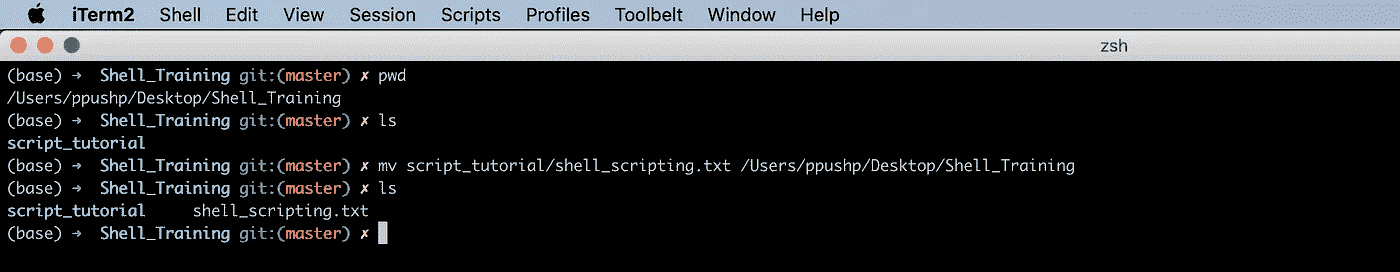 iTerm2 Shell Edit View Session Scripts Profiles Toolbelt Window Help
zsh
(base) → Shell_Training git:(master) ✗ pwd
/Users/ppushp/Desktop/Shell_Training
(base) → Shell_Training git:(master) ✗ ls
script_tutorial
(base) → Shell_Training git:(master) ✗ mv script_tutorial/shell_scripting.txt /Users/ppushp/Desktop/Shell_Training
(base) → Shell_Training git:(master) ✗ ls
script_tutorial     shell_scripting.txt
(base) → Shell_Training git:(master) ✗